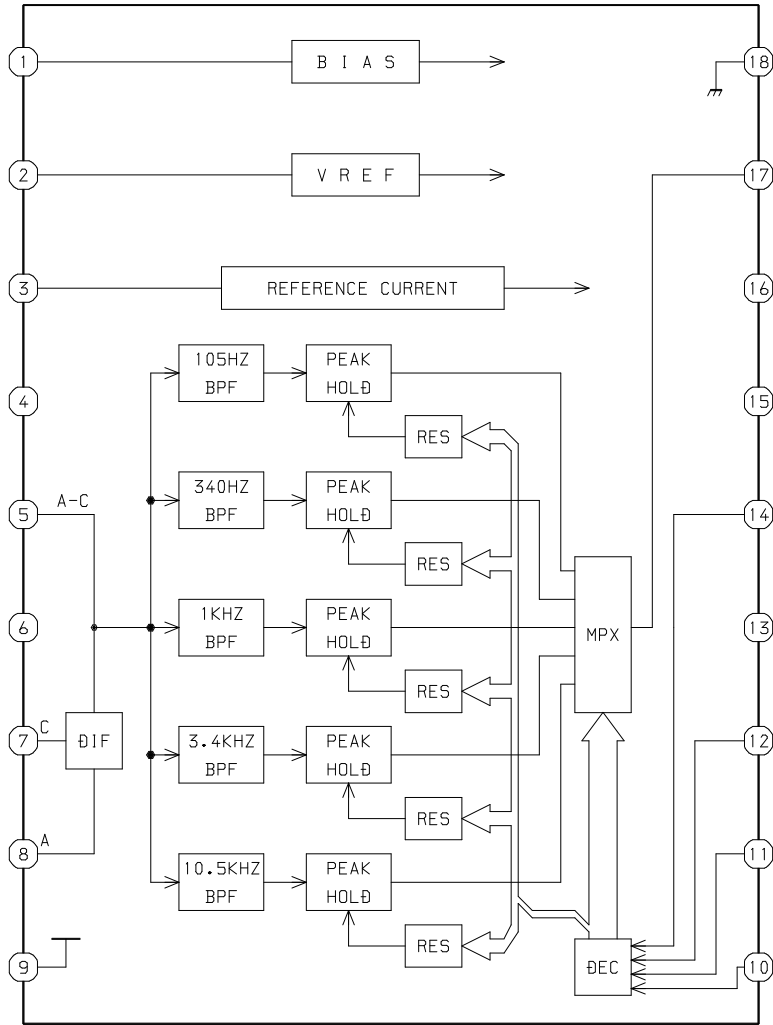 1
B I A S
18
2
V R E F
17
3
REFERENCE CURRENT
16
105HZ
BPF
PEAK
HOLD
4
15
RES
340HZ
BPF
PEAK
HOLD
5
A-C
14
RES
6
1KHZ
BPF
PEAK
HOLD
MPX
13
RES
7
C
DIF
3.4KHZ
BPF
PEAK
HOLD
12
RES
8
A
10.5KHZ
BPF
PEAK
HOLD
11
RES
9
DEC
10